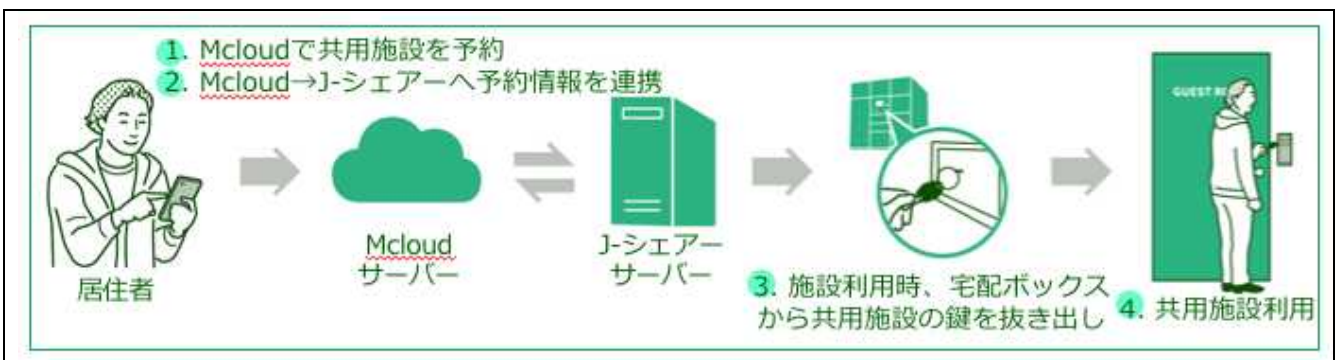 1. Mcloudで共用施設を予約
2. Mcloud→J-シェアーへ予約情報を連携
GUEST
居住者
Mcloud
サーバー
J-シェアー
サーバー
3. 施設利用時、宅配ボックス
から共用施設の鍵を抜き出し
4. 共用施設利用